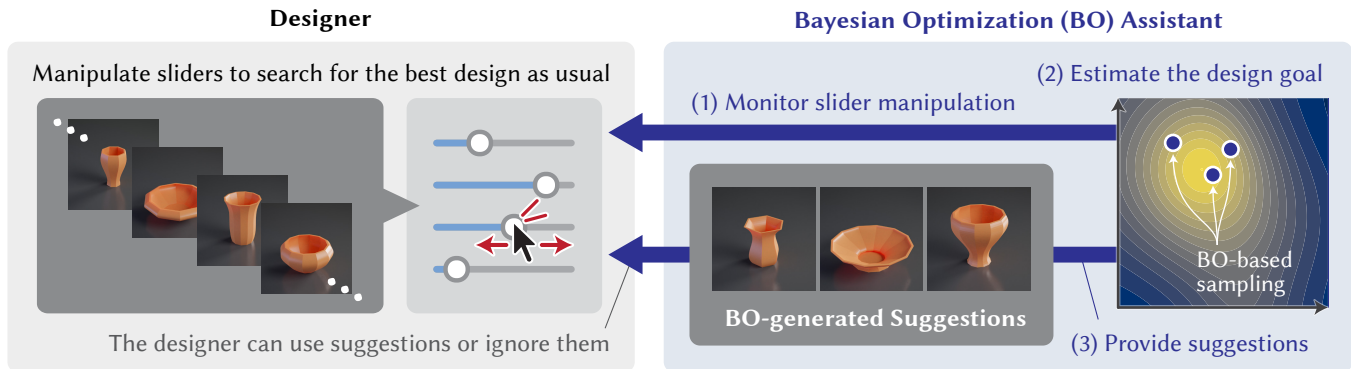 Designer
Manipulate sliders to search for the best design as usual
The designer can use suggestions or ignore them
Bayesian Optimization (BO) Assistant
(1) Monitor slider manipulation
(2) Estimate the design goal
BO-based
sampling
BO-generated Suggestions
(3) Provide suggestions